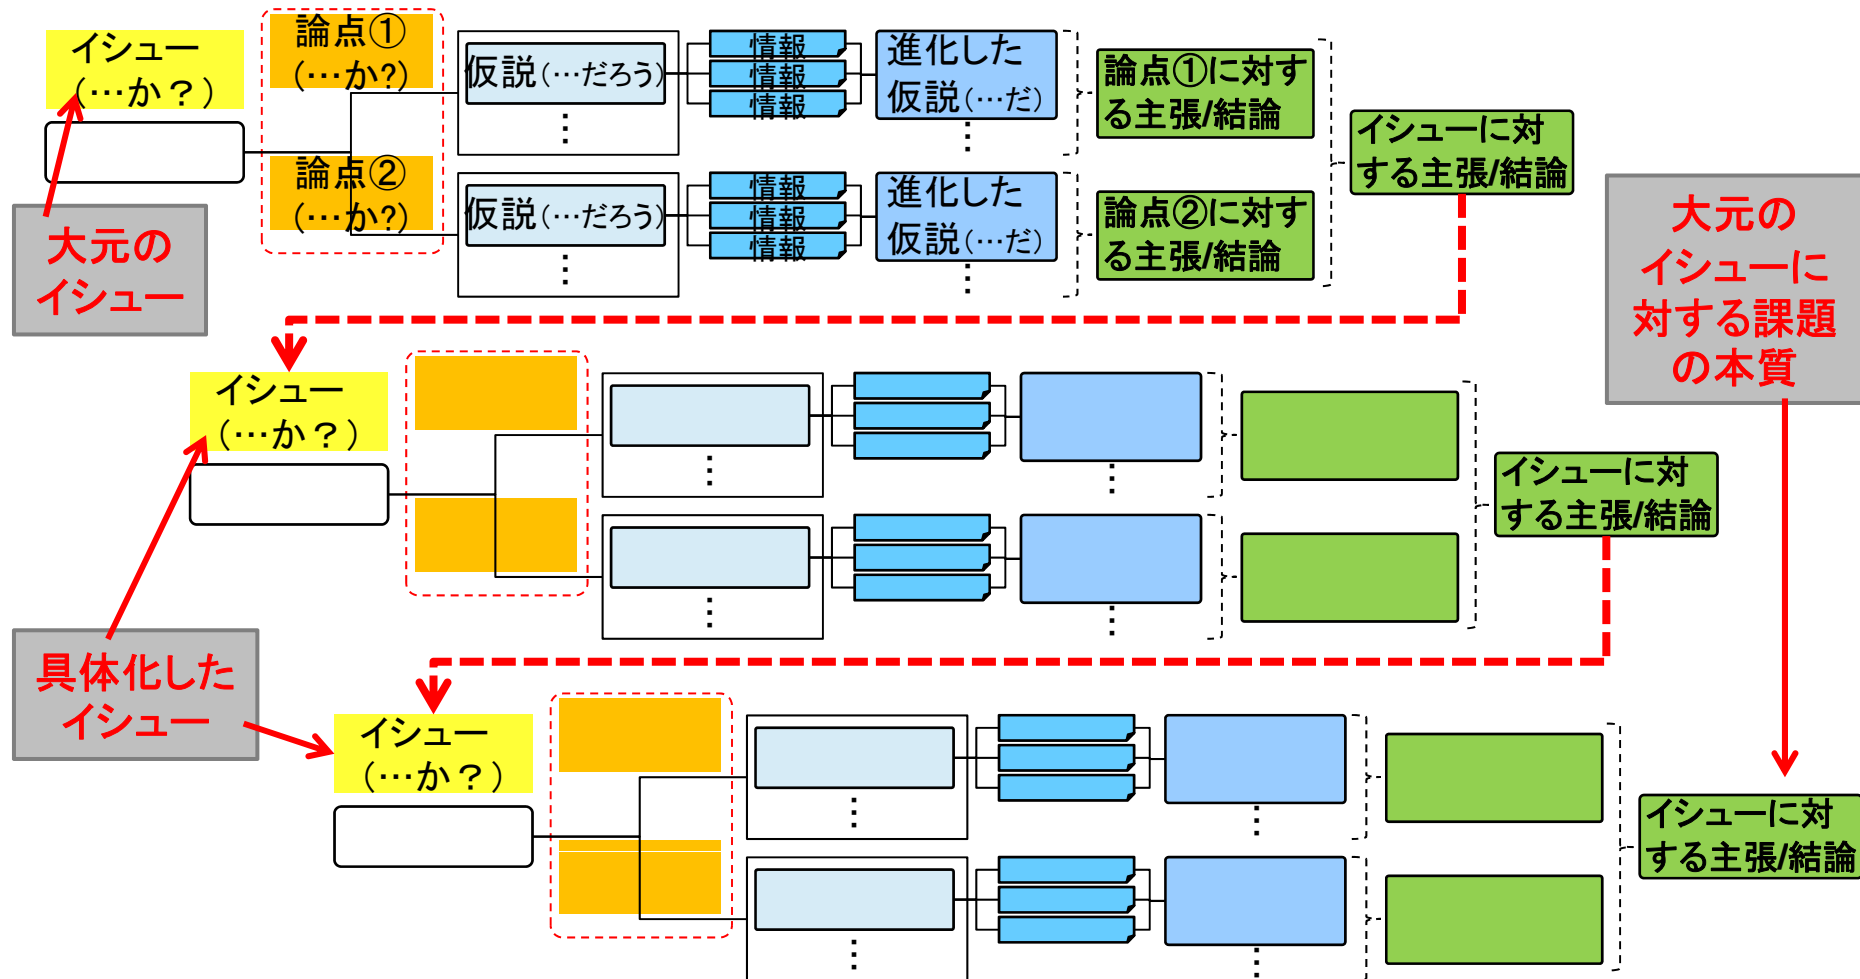 イシュー
(…か？)
論点①
(…か?)
仮説(…だろう)
情報
情報
情報
進化した
仮説(…だ)
論点①に対す
る主張/結論
論点②
(…か?)
仮説(…だろう)
情報
情報
情報
進化した
仮説(…だ)
論点②に対す
る主張/結論
イシューに対
する主張/結論
大元の
イシュー
大元の
イシューに
対する課題
の本質
イシュー
(…か？)
イシューに対
する主張/結論
具体化した
イシュー
イシュー
(…か？)
イシューに対
する主張/結論